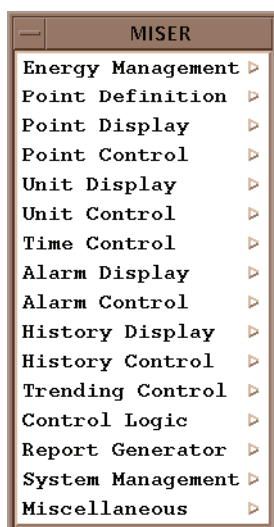 MISER
Energy Management
Point Definition
Point Display
Point Control
Unit Display
Unit Control
Time Control
Alarm Display
Alarm Control
History Display
History Control
Trending Control
Control Logic
Report Generator
System Management
Miscellaneous